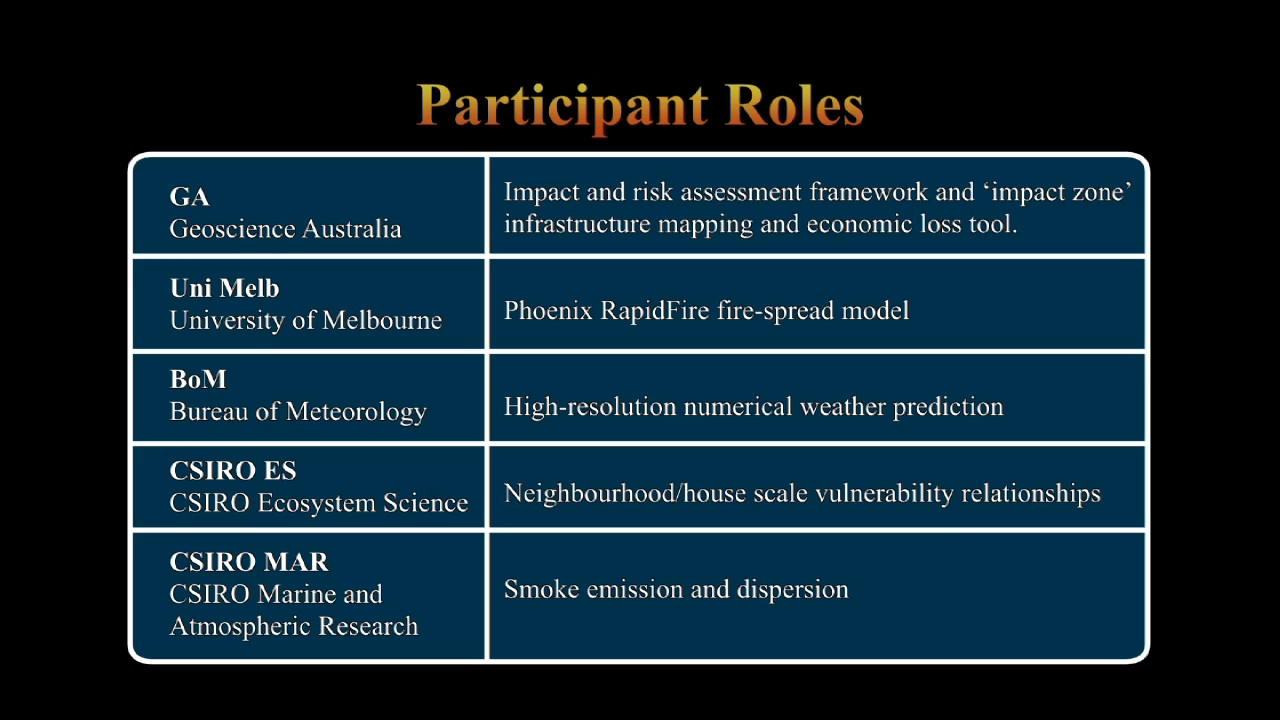 Participant Roles
GA
Geoscience Australia
Impact and risk assessment framework and ‘impact zone’
infrastructure mapping and economic loss tool.
Uni Melb
University of Melbourne
Phoenix RapidFire fire-spread model
BoM
Bureau of Meteorology
High-resolution numerical weather prediction
CSIRO ES
CSIRO Ecosystem Science
Neighbourhood/house scale vulnerability relationships
CSIRO MAR
CSIRO Marine and
Atmospheric Research
Smoke emission and dispersion